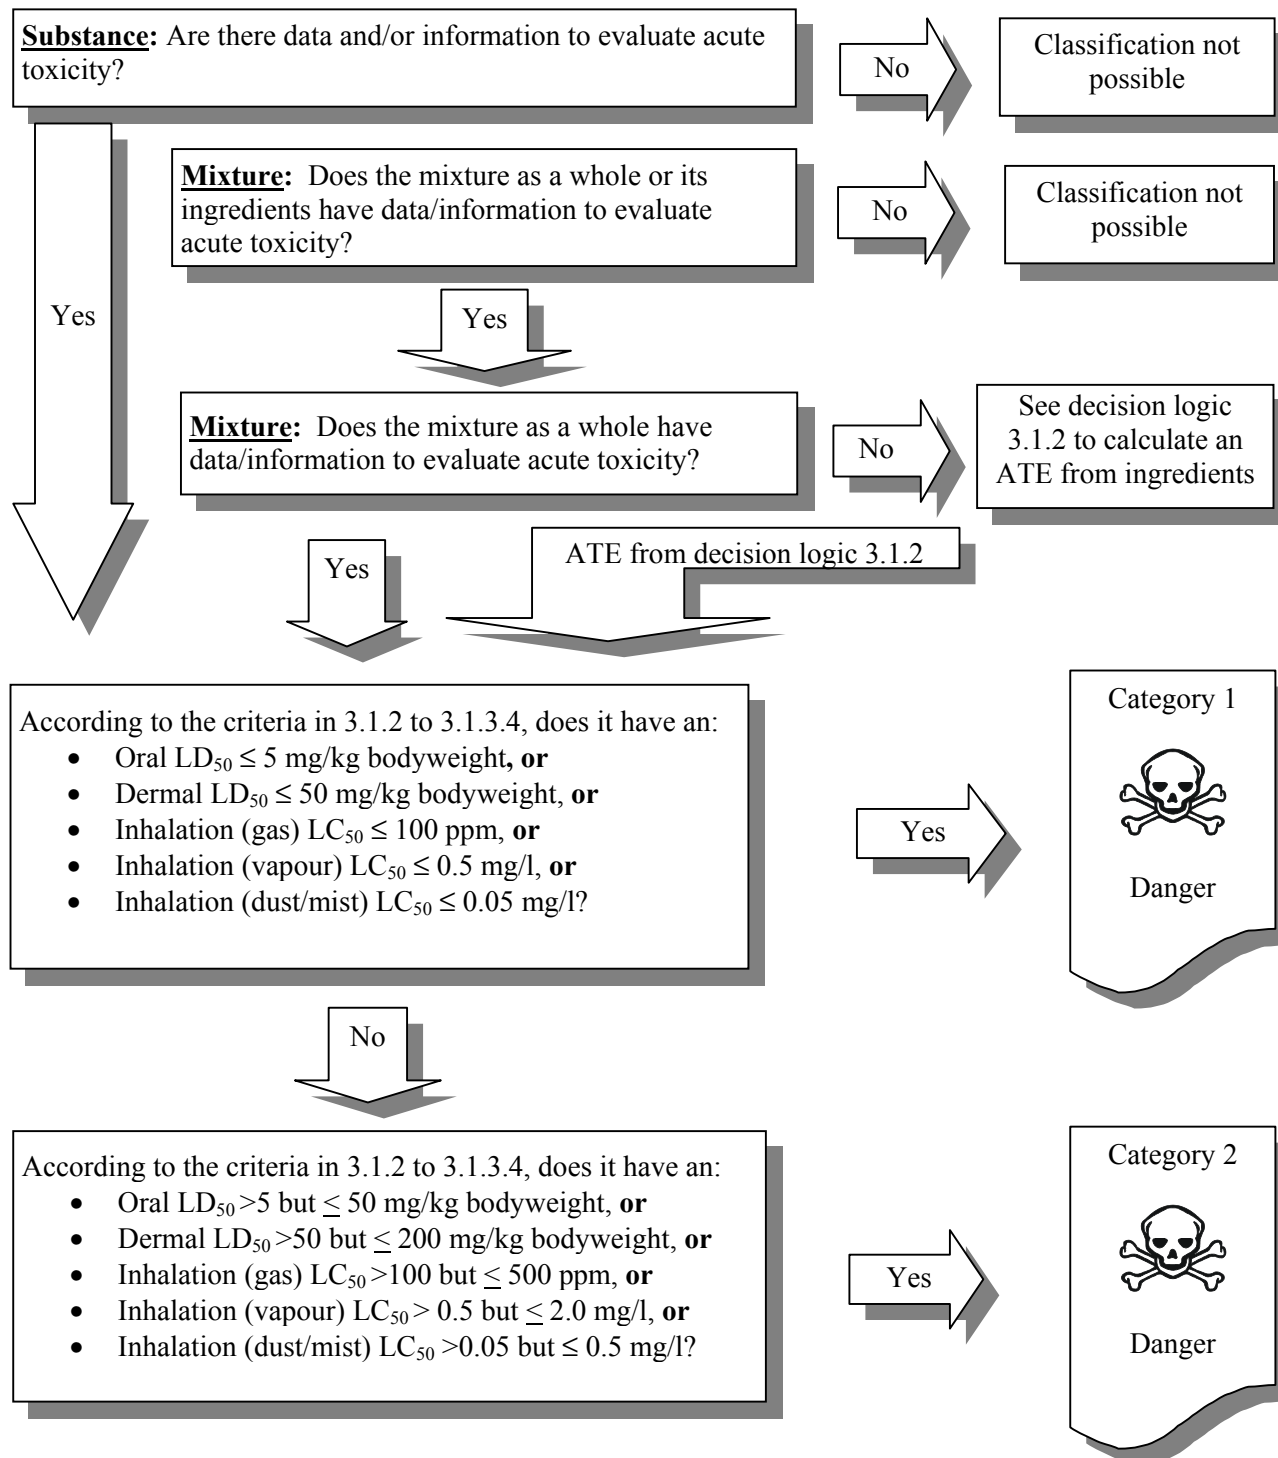 Substance: Are there data and/or information to evaluate acute
toxicity?
No
Classification not
possible
Mixture: Does the mixture as a whole or its
ingredients have data/information to evaluate
acute toxicity?
No
Classification not
possible
Yes
Yes
Mixture: Does the mixture as a whole have
data/information to evaluate acute toxicity?
No
See decision logic
3.1.2 to calculate an
ATE from ingredients
Yes
ATE from decision logic 3.1.2
According to the criteria in 3.1.2 to 3.1.3.4, does it have an:
• Oral LD50 ≤ 5 mg/kg bodyweight, or
• Dermal LD50 ≤ 50 mg/kg bodyweight, or
• Inhalation (gas) LC50 ≤ 100 ppm, or
• Inhalation (vapour) LC50 ≤ 0.5 mg/l, or
• Inhalation (dust/mist) LC50 ≤ 0.05 mg/l?
Yes
Category 1
Danger
No
According to the criteria in 3.1.2 to 3.1.3.4, does it have an:
• Oral LD50 >5 but ≤ 50 mg/kg bodyweight, or
• Dermal LD50 >50 but ≤ 200 mg/kg bodyweight, or
• Inhalation (gas) LC50 >100 but ≤ 500 ppm, or
• Inhalation (vapour) LC50 > 0.5 but ≤ 2.0 mg/l, or
• Inhalation (dust/mist) LC50 >0.05 but ≤ 0.5 mg/l?
Yes
Category 2
Danger